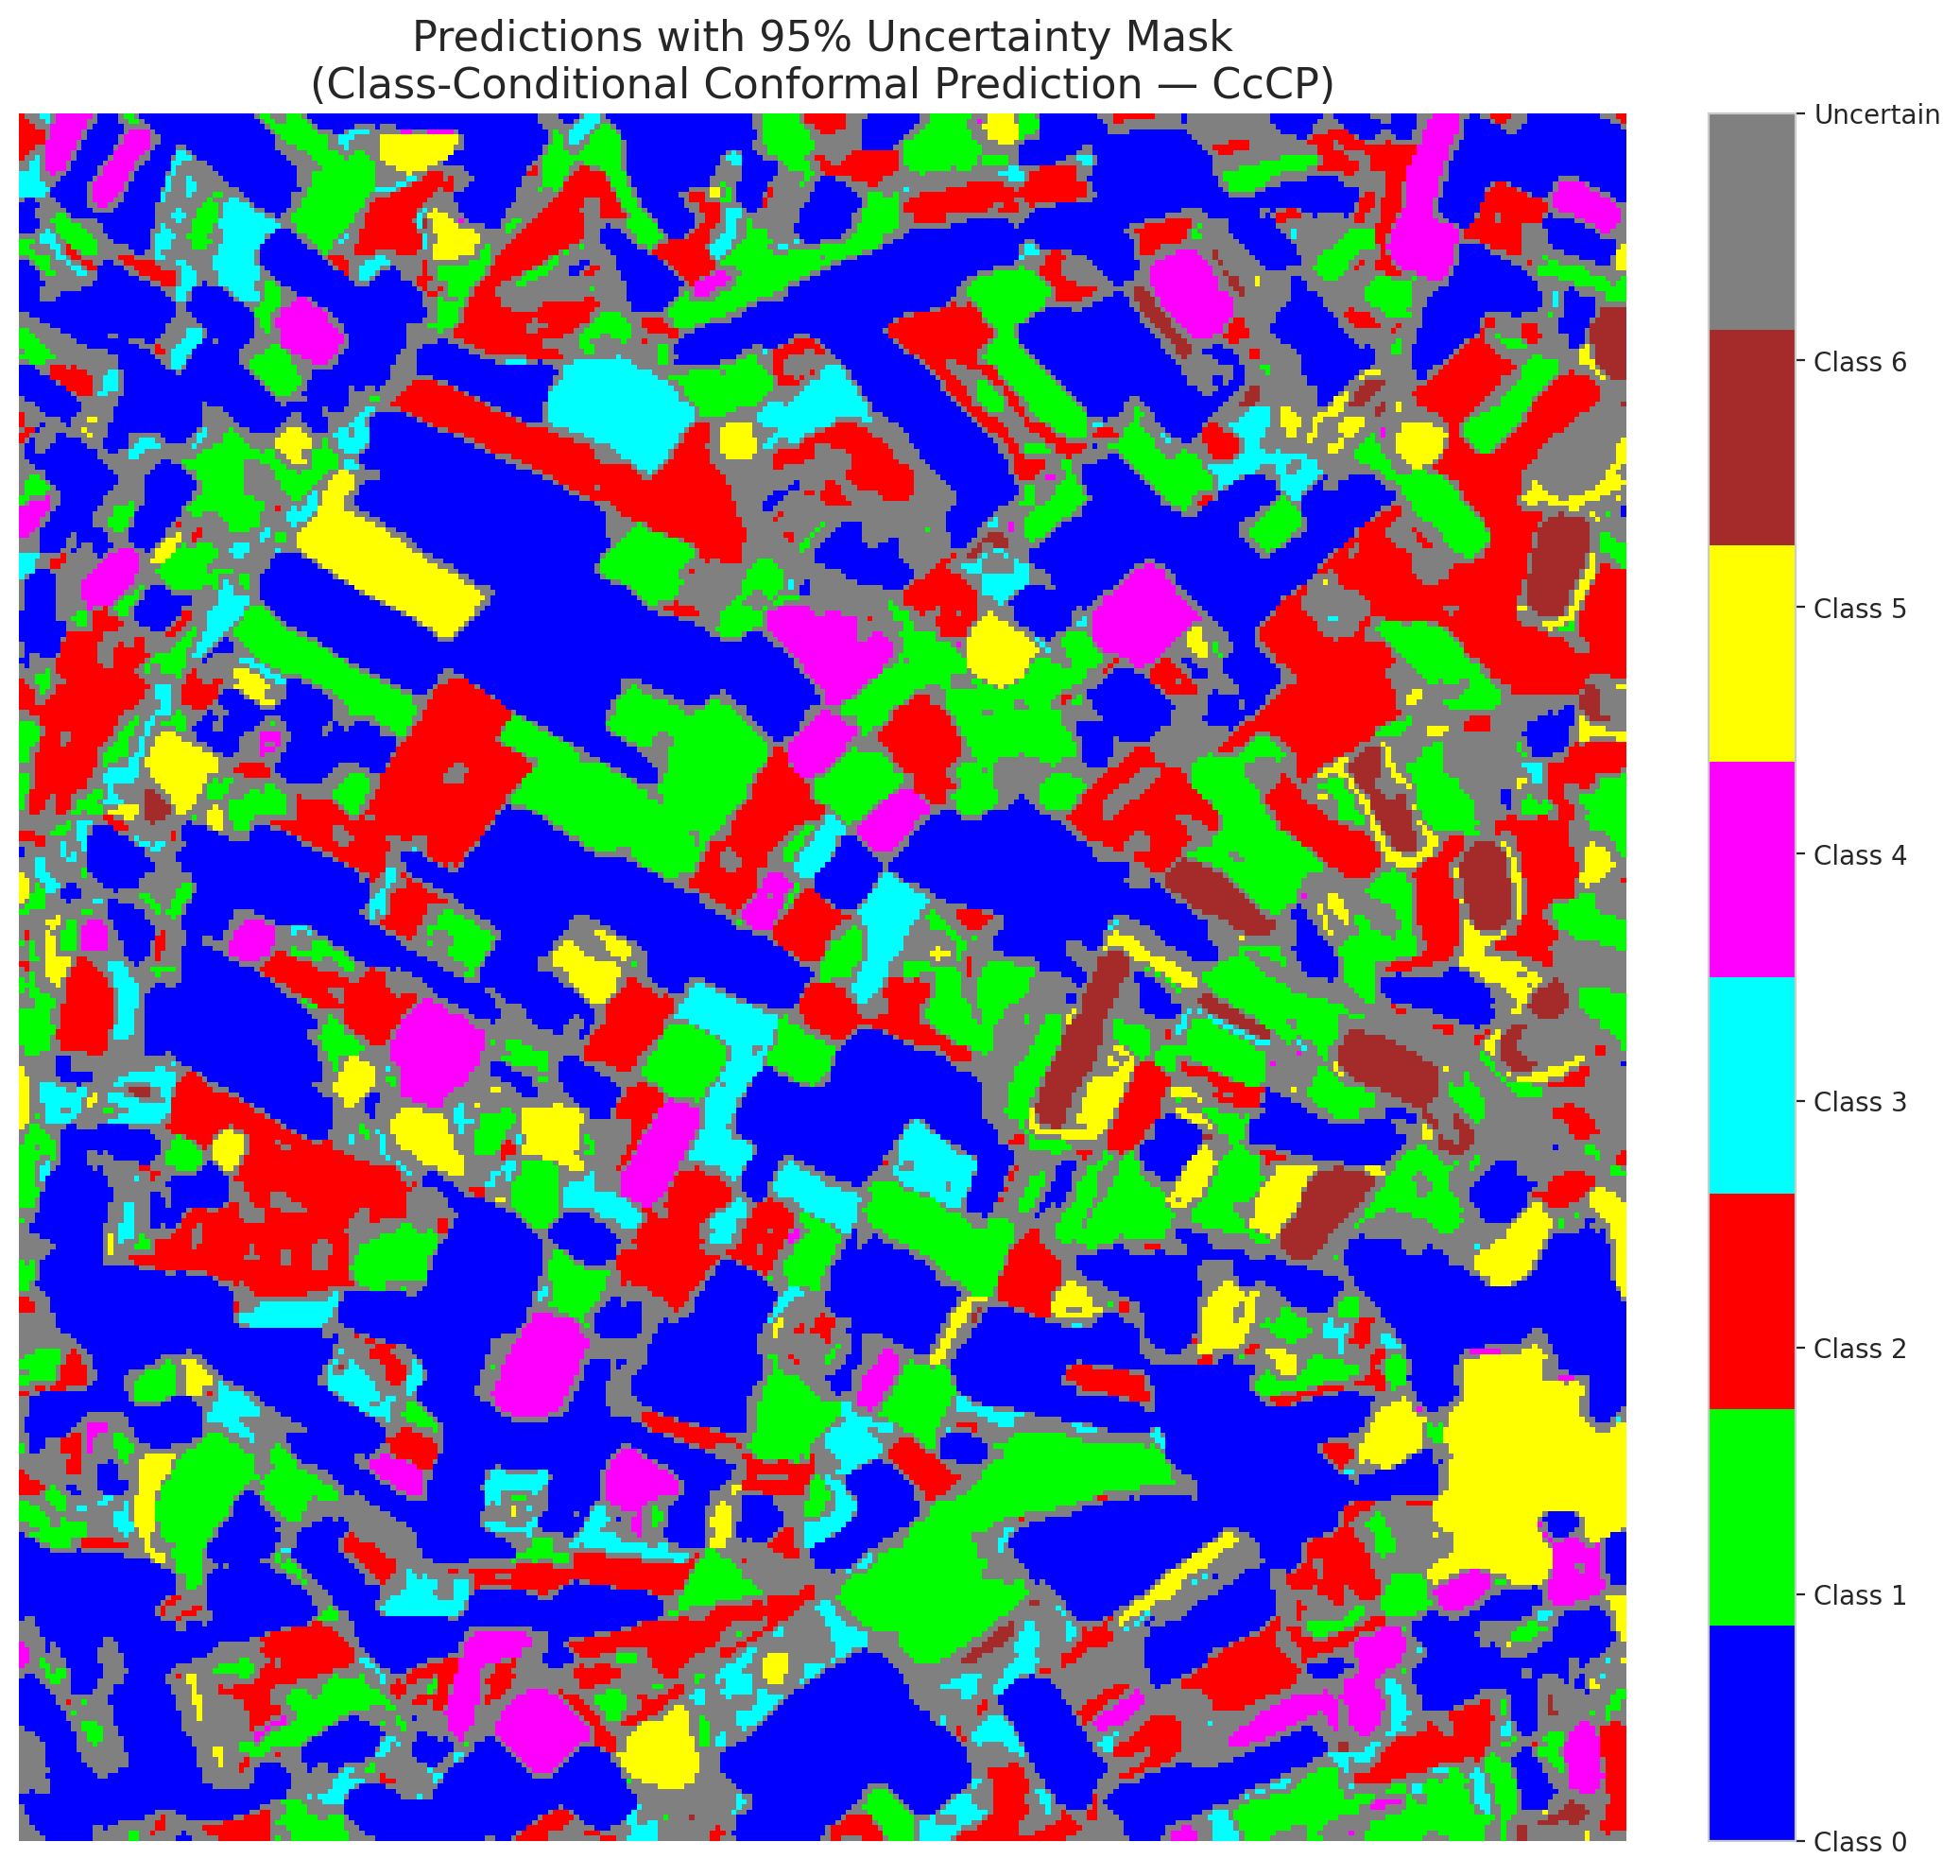 Predictions with 95% Uncertainty Mask
(Class-Conditional Conformal Prediction — CcCP)
Uncertain
Class 6
Class 5
Class 4
Class 3
Class 2
Class 1
Class 0